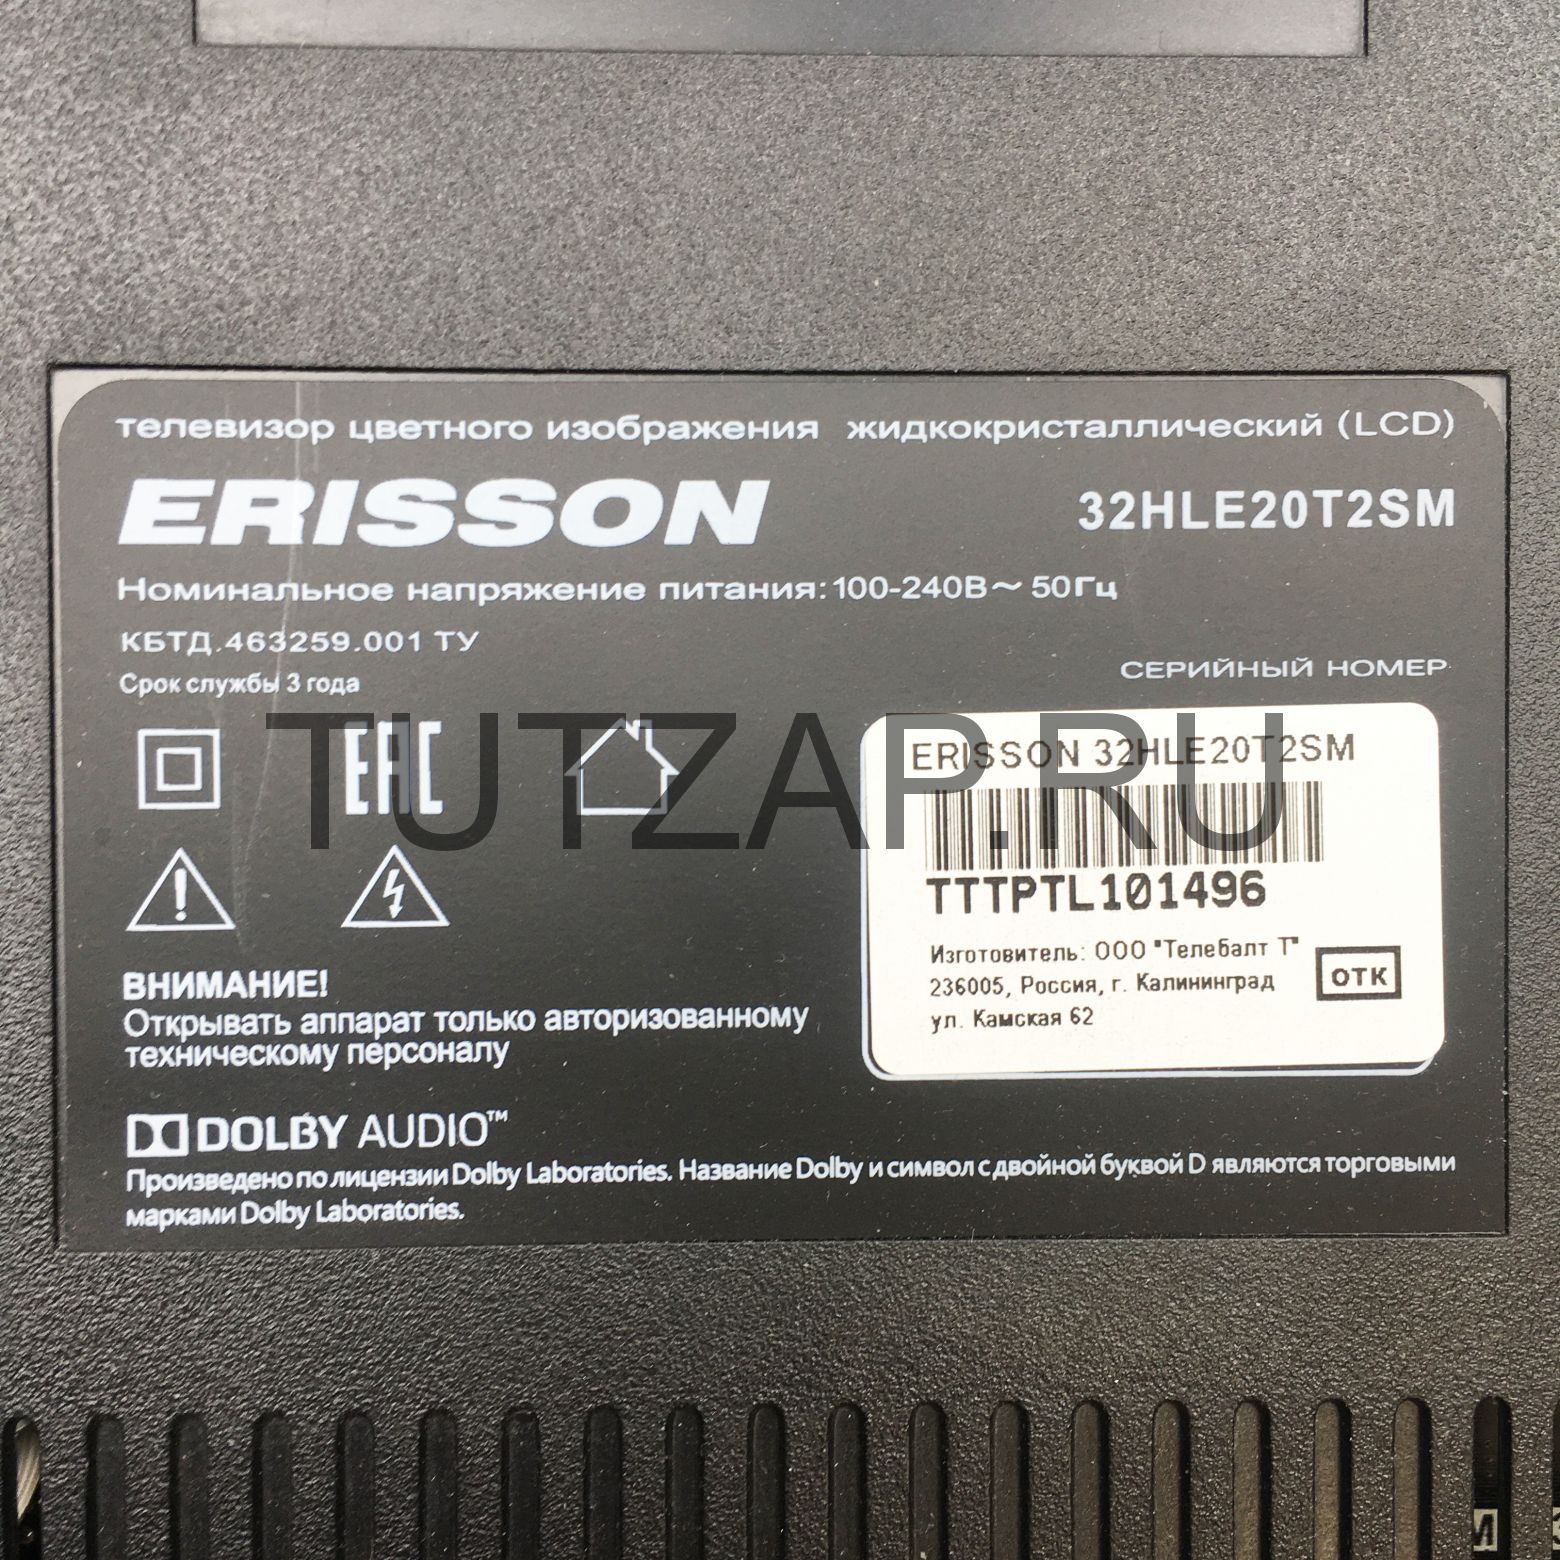 телевизор цветного изображения жидкокристаллический (LCD)
ERISSON 32HLE20T2SM
Номинальное напряжение питания: 100-240В ~ 50Гц
КБТД.463259.001 ТУ
Срок службы 3 года
СЕРИЙНЫЙ НОМЕР
EAC
TUTZAP.RU
ERISSON 32HLE20T2SM
TTTPTL101496
Изготовитель: ООО "Телебалт Т"
236005, Россия, г. Калининград
ул. Камская 62
ОТК
ВНИМАНИЕ!
Открывать аппарат только авторизованному
техническому персоналу
DOLBY AUDIO™
Произведено по лицензии Dolby Laboratories. Название Dolby и символ с двойной буквой D являются торговыми
марками Dolby Laboratories.